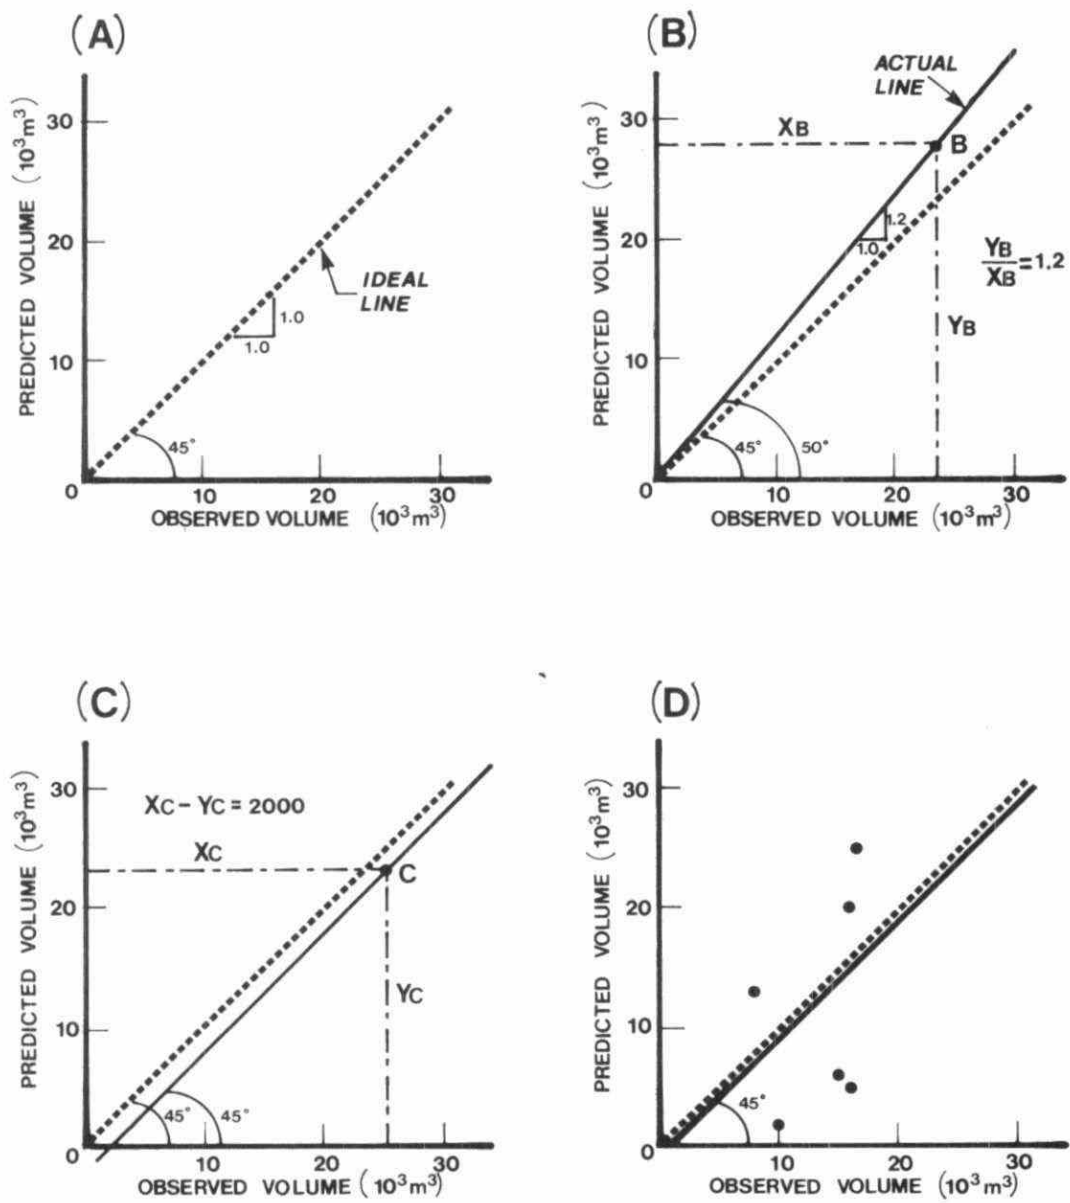 (A)
PREDICTED VOLUME (10³m³)
30
20
10
0
IDEAL
LINE
1.0
1.0
45°
10 20 30
OBSERVED VOLUME (10³m³)
(B)
PREDICTED VOLUME (10³m³)
30
20
10
0
ACTUAL
LINE
XB
B
1.2
1.0
YB
XB
=1.2
YB
45° 50°
10 20 30
OBSERVED VOLUME (10³m³)
(C)
PREDICTED VOLUME (10³m³)
30
20
10
0
XC - YC = 2000
XC
C
YC
45° 45°
10 20 30
OBSERVED VOLUME (10³m³)
(D)
PREDICTED VOLUME (10³m³)
30
20
10
0
45°
10 20 30
OBSERVED VOLUME (10³m³)